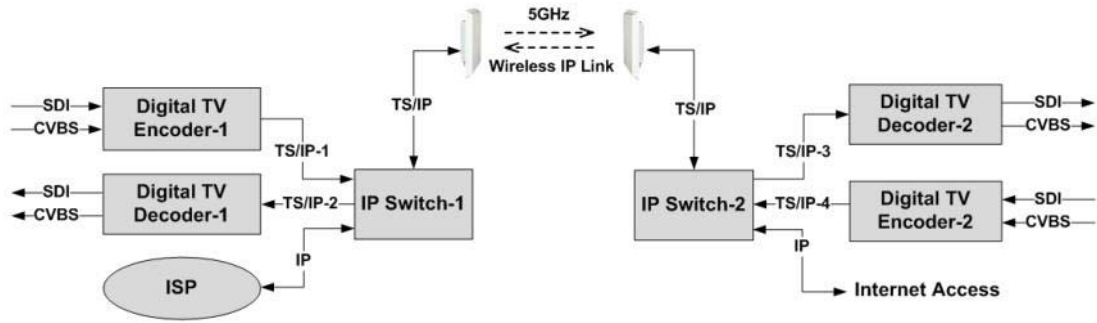 5GHz
Wireless IP Link
SDI
CVBS
Digital TV
Encoder-1
TS/IP-1
TS/IP
SDI
CVBS
Digital TV
Decoder-1
TS/IP-2
IP Switch-1
IP
ISP
TS/IP
IP Switch-2
TS/IP-3
Digital TV
Decoder-2
SDI
CVBS
TS/IP-4
Digital TV
Encoder-2
SDI
CVBS
IP
Internet Access